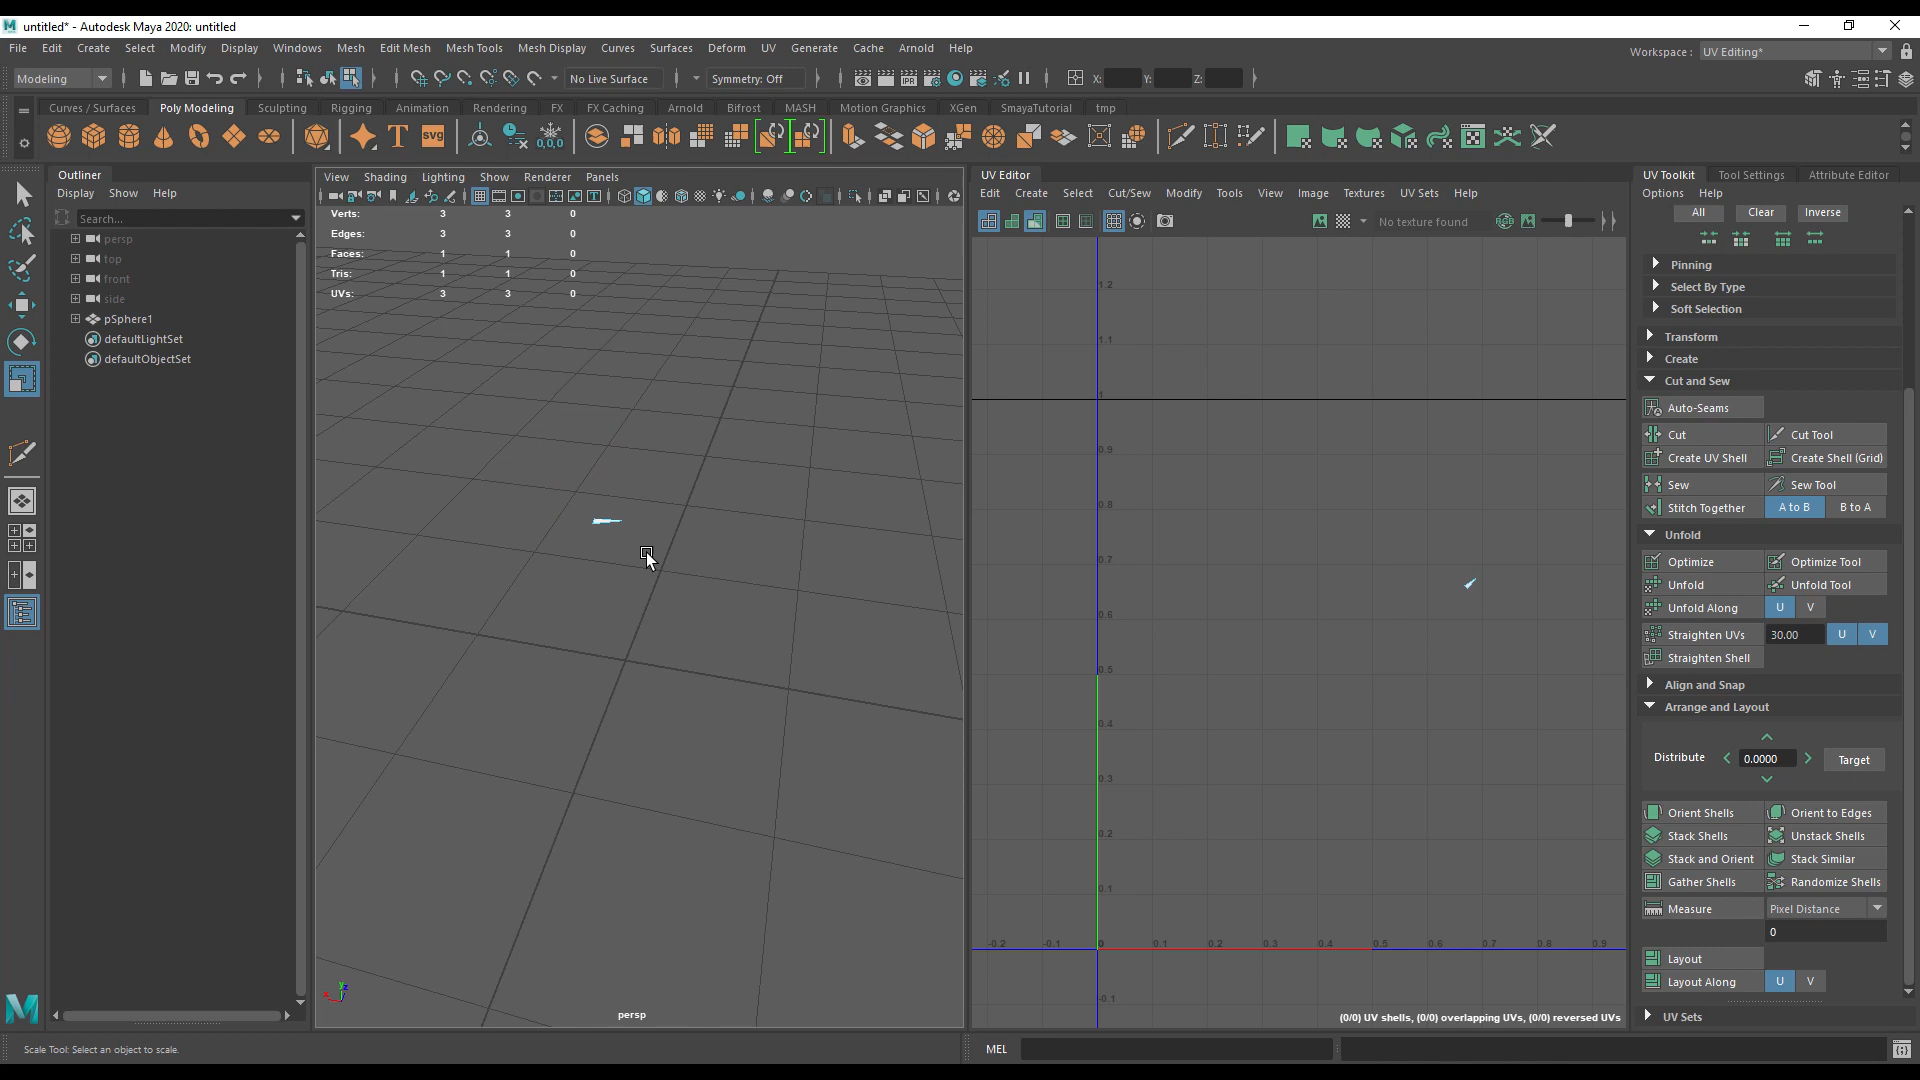 untitled* - Autodesk Maya 2020: untitled
File Edit Create Select Modify Display Windows Mesh Edit Mesh Mesh Tools Mesh Display Curves Surfaces Deform UV Generate Cache Arnold Help
Workspace : UV Editing*
Modeling No Live Surface Symmetry: Off X: Y: Z:
Curves / Surfaces Poly Modeling Sculpting Rigging Animation Rendering FX FX Caching Arnold Bifrost MASH Motion Graphics XGen SmayaTutorial tmp
Outliner
Display Show Help
Search...
persp
top
front
side
pSphere1
defaultLightSet
defaultObjectSet
View Shading Lighting Show Renderer Panels
Verts: 3 3 0
Edges: 3 3 0
Faces: 1 1 0
Tris: 1 1 0
UVs: 3 3 0
persp
UV Editor
Edit Create Select Cut/Sew Modify Tools View Image Textures UV Sets Help
No texture found
1.2
1.1
1
0.9
0.8
0.7
0.6
0.5
0.4
0.3
0.2
0.1
-0.2 -0.1 0 0.1 0.2 0.3 0.4 0.5 0.6 0.7 0.8 0.9
-0.1
(0/0) UV shells, (0/0) overlapping UVs, (0/0) reversed UVs
UV Toolkit Tool Settings Attribute Editor
Options Help
All Clear Inverse
Pinning
Select By Type
Soft Selection
Transform
Create
Cut and Sew
Auto-Seams
Cut Cut Tool
Create UV Shell Create Shell (Grid)
Sew Sew Tool
Stitch Together A to B B to A
Unfold
Optimize Optimize Tool
Unfold Unfold Tool
Unfold Along U V
Straighten UVs 30.00 U V
Straighten Shell
Align and Snap
Arrange and Layout
Distribute 0.0000 Target
Orient Shells Orient to Edges
Stack Shells Unstack Shells
Stack and Orient Stack Similar
Gather Shells Randomize Shells
Measure Pixel Distance
0
Layout
Layout Along U V
UV Sets
Scale Tool: Select an object to scale.
MEL